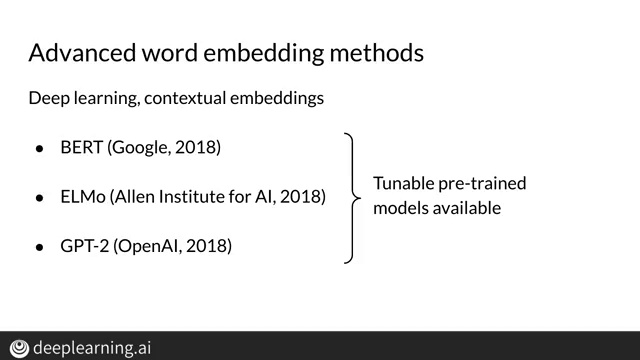 Advanced word embedding methods
Deep learning, contextual embeddings
● BERT (Google, 2018)
● ELMo (Allen Institute for AI, 2018)
● GPT-2 (OpenAI, 2018)
Tunable pre-trained
models available
deeplearning.ai